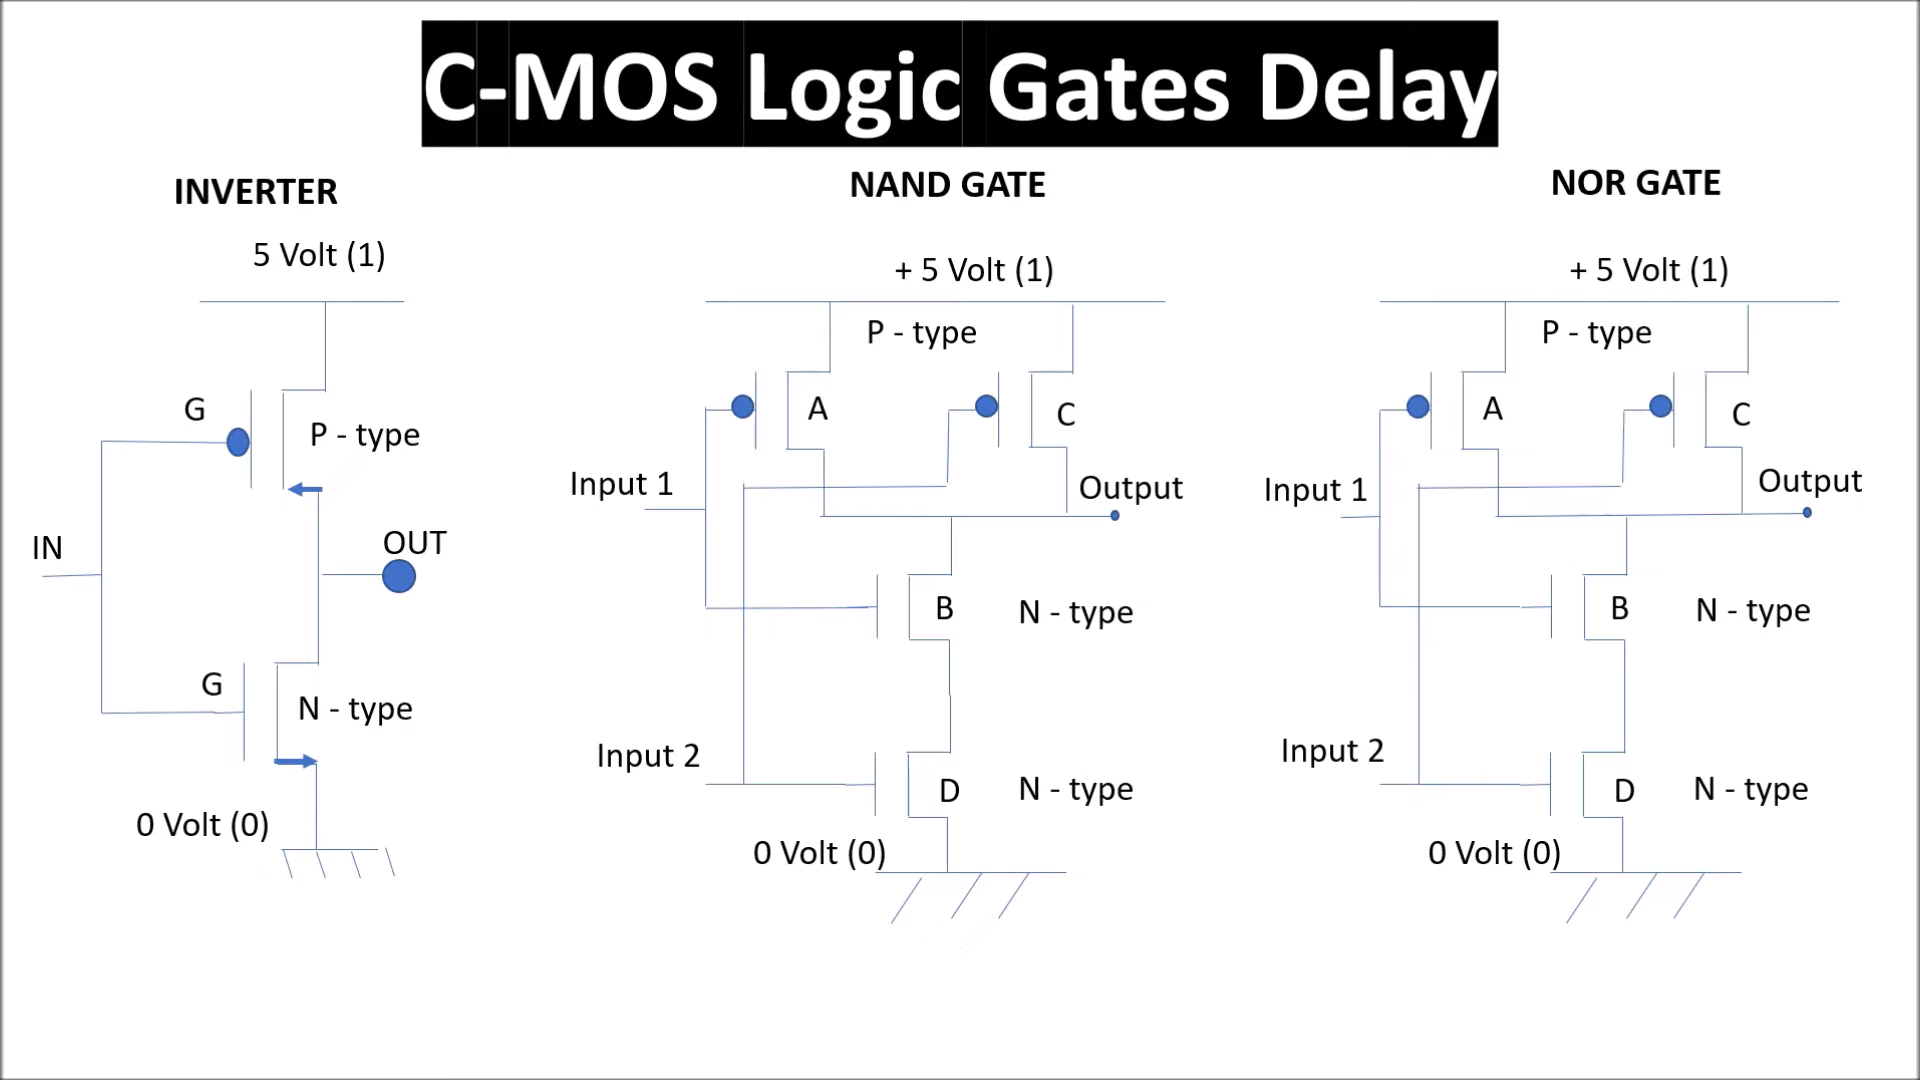 C-MOS Logic Gates Delay
INVERTER
5 Volt (1)
G
P - type
IN
OUT
G
N - type
0 Volt (0)
NAND GATE
+ 5 Volt (1)
P - type
A
C
Input 1
Output
B
N - type
Input 2
D
N - type
0 Volt (0)
NOR GATE
+ 5 Volt (1)
P - type
A
C
Input 1
Output
B
N - type
Input 2
D
N - type
0 Volt (0)